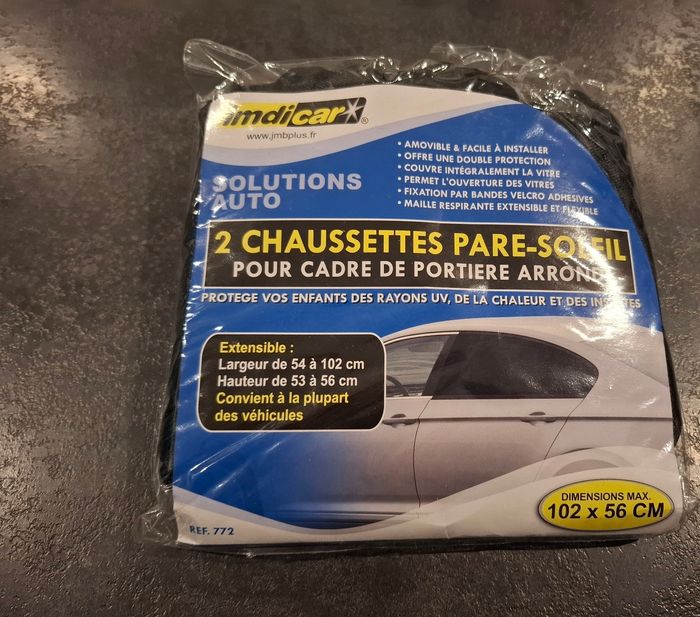 imdicar®
www.jmbplus.fr
• AMOVIBLE & FACILE À INSTALLER
• OFFRE UNE DOUBLE PROTECTION
• COUVRE INTÉGRALEMENT LA VITRE
• PERMET L'OUVERTURE DES VITRES
• FIXATION PAR BANDES VELCRO ADHESIVES
• MAILLE RESPIRANTE EXTENSIBLE ET FLEXIBLE
SOLUTIONS
AUTO
2 CHAUSSETTES PARE-SOLEIL
POUR CADRE DE PORTIERE
PROTEGE VOS ENFANTS DES RAYONS UV, DE LA CHALEUR ET DES INSECTES
Extensible :
Largeur de 54 à 102 cm
Hauteur de 53 à 56 cm
Convient à la plupart
des véhicules
DIMENSIONS MAX.
102 x 56 CM
REF. 772